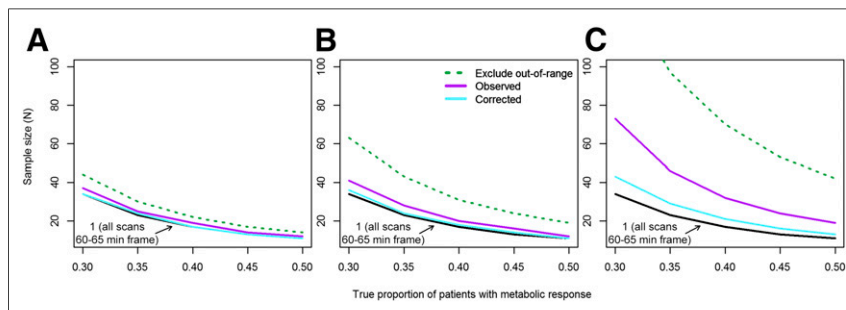 A
B
C
Sample size (N)
100
80
60
40
20
1 (all scans
60-65 min frame)
0.30
0.35
0.40
0.45
0.50
100
80
60
40
20
Exclude out-of-range
Observed
Corrected
1 (all scans
60-65 min frame)
0.30
0.35
0.40
0.45
0.50
100
80
60
40
20
1 (all scans
60-65 min frame)
0.30
0.35
0.40
0.45
0.50
True proportion of patients with metabolic response